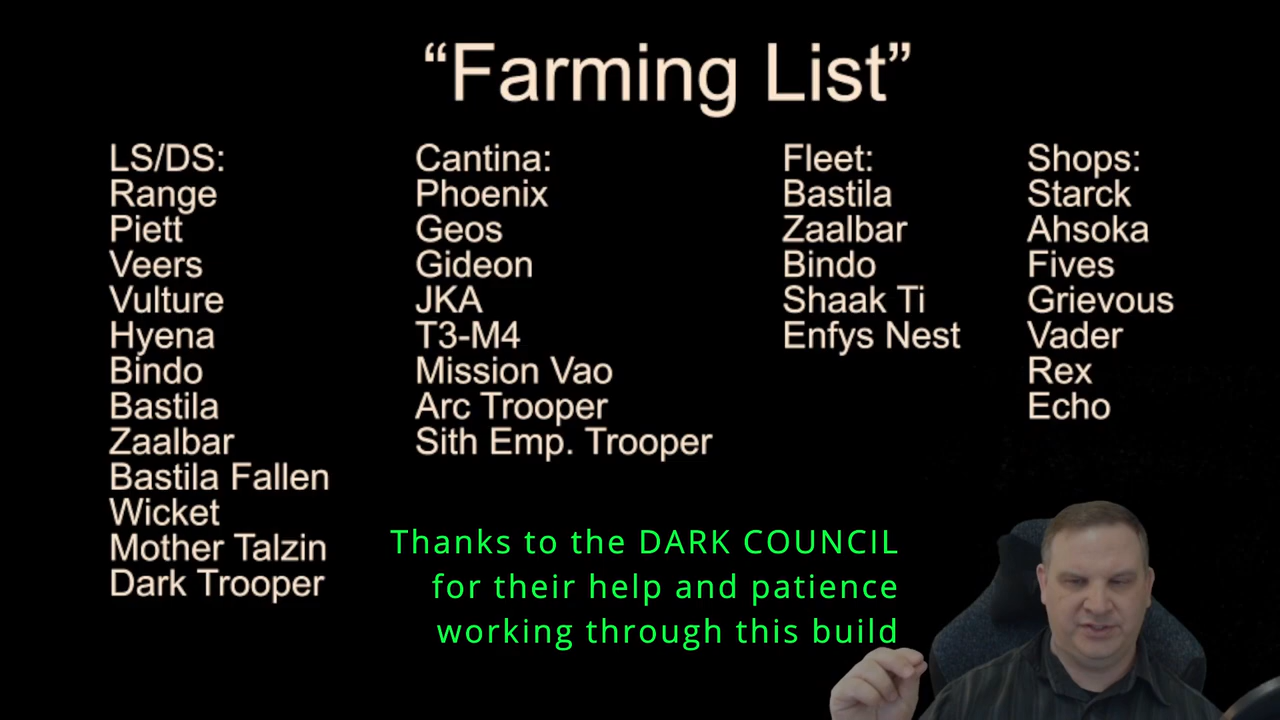 “Farming List”
LS/DS:
Range
Piett
Veers
Vulture
Hyena
Bindo
Bastila
Zaalbar
Bastila Fallen
Wicket
Mother Talzin
Dark Trooper
Cantina:
Phoenix
Geos
Gideon
JKA
T3-M4
Mission Vao
Arc Trooper
Sith Emp. Trooper
Fleet:
Bastila
Zaalbar
Bindo
Shaak Ti
Enfys Nest
Shops:
Starck
Ahsoka
Fives
Grievous
Vader
Rex
Echo
Thanks to the DARK COUNCIL
for their help and patience
working through this build